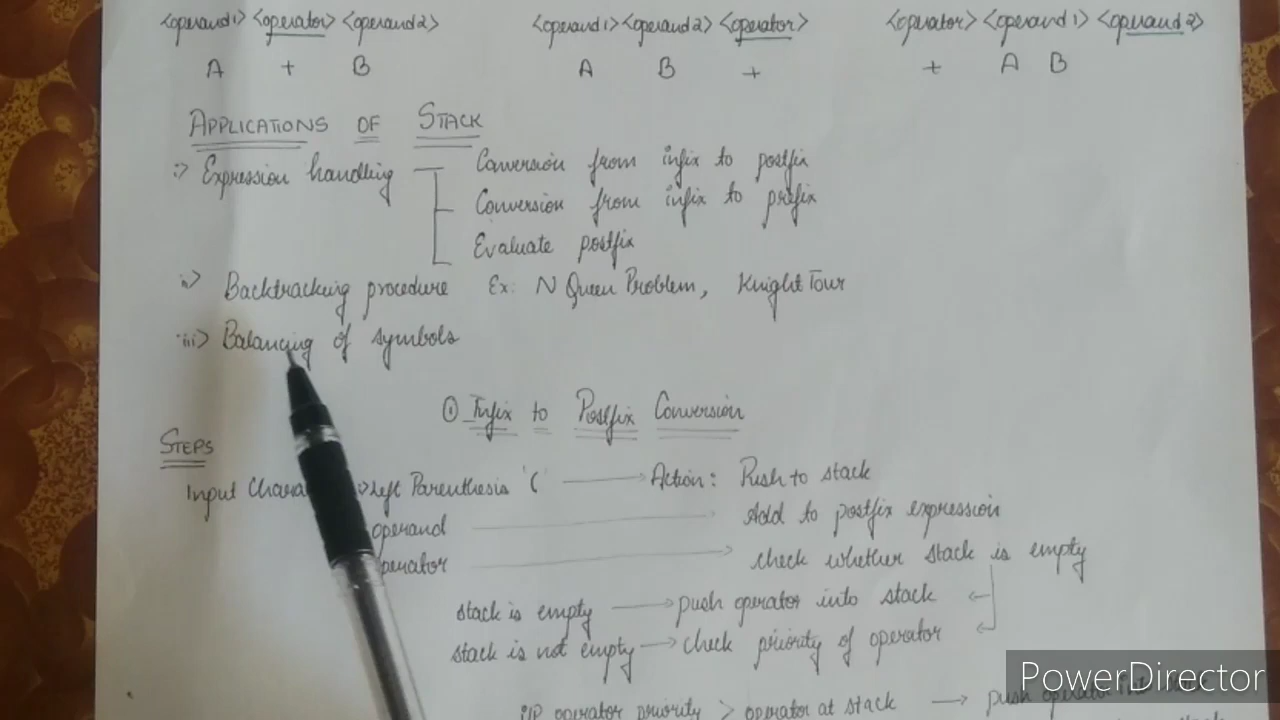 <operand1> <operator> <operand2> <operand1> <operand2> <operator> <operator> <operand1> <operand2>
A + B A B + + A B
APPLICATIONS OF STACK
i) Expression handling Conversion from infix to postfix
Conversion from infix to prefix
Evaluate postfix
ii) Backtracking procedure Ex: N Queen Problem, Knight Tour
iii) Balancing of symbols
① Infix to Postfix Conversion
STEPS
Input Left Parenthesis '(' → Action: Push to stack
operand Add to postfix expression
check whether stack is empty
stack is empty → push operator into stack
stack is not empty → check priority of operator
I/P operator priority > operator at stack → push operator
PowerDirector